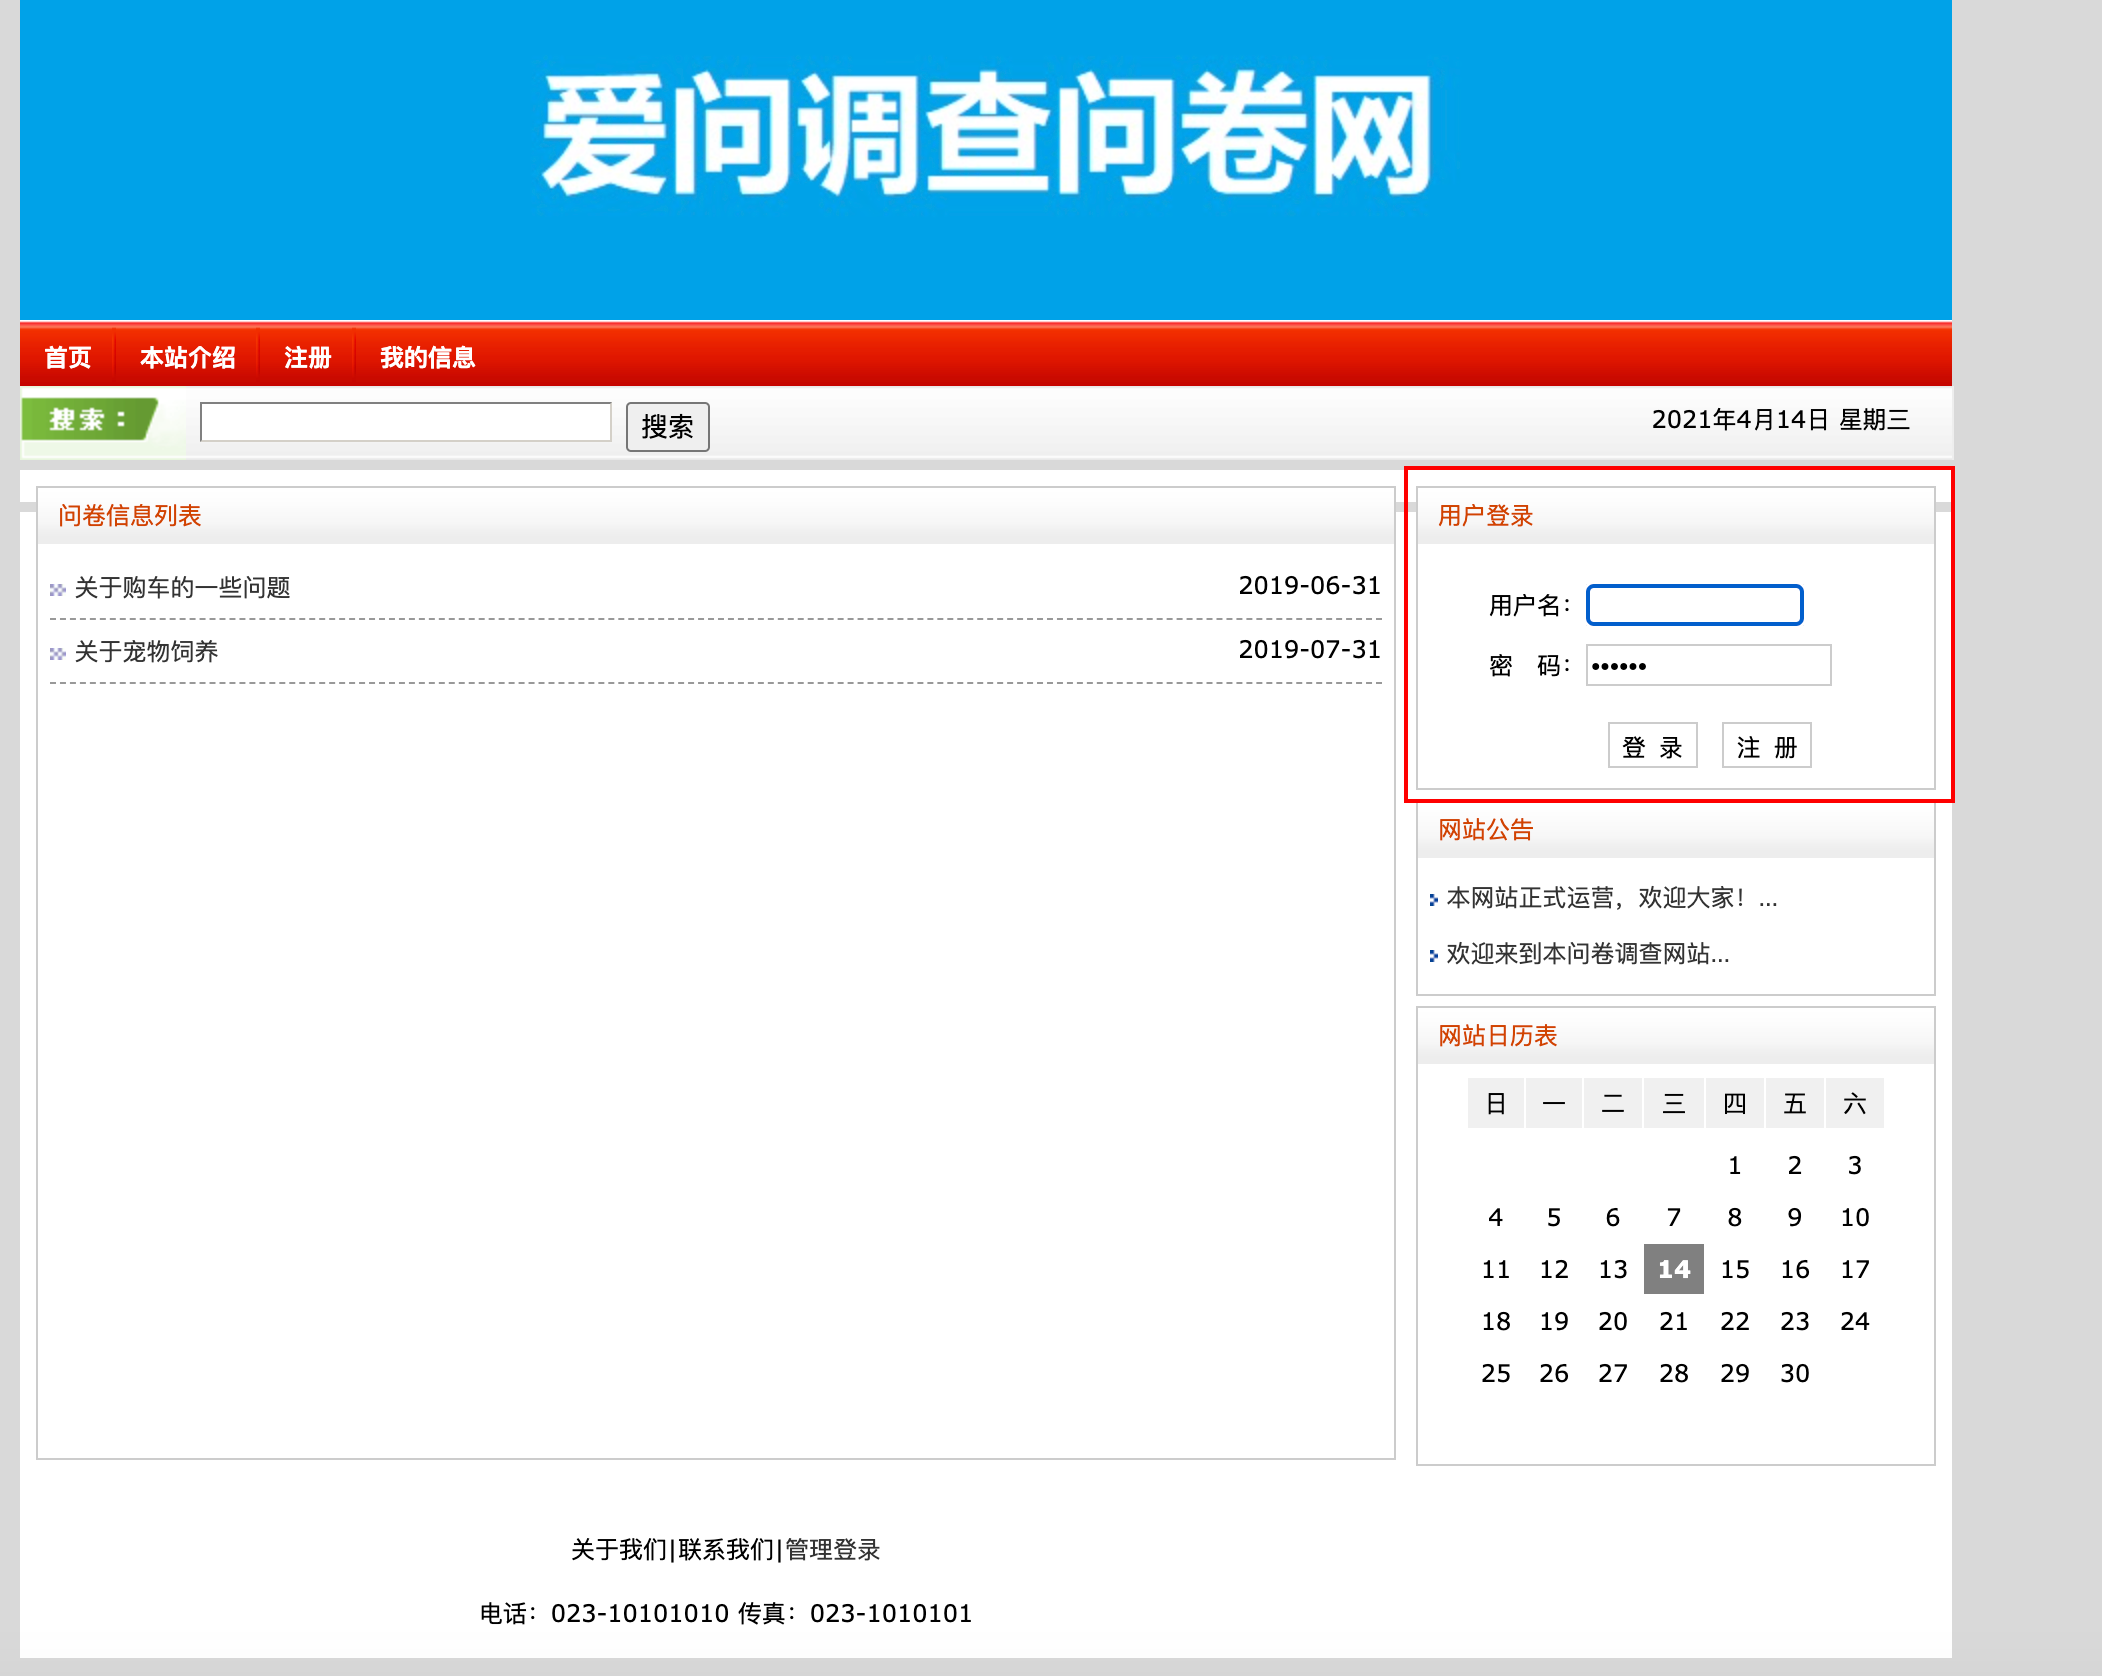 爱问调查问卷网
首页 本站介绍 注册 我的信息
搜索： 搜索 2021年4月14日 星期三
问卷信息列表
关于购车的一些问题 2019-06-31
关于宠物饲养 2019-07-31
用户登录
用户名：
密 码： ••••••
登 录 注 册
网站公告
本网站正式运营，欢迎大家！...
欢迎来到本问卷调查网站...
网站日历表
日 一 二 三 四 五 六
1 2 3
4 5 6 7 8 9 10
11 12 13 14 15 16 17
18 19 20 21 22 23 24
25 26 27 28 29 30
关于我们|联系我们|管理登录
电话：023-10101010 传真：023-1010101